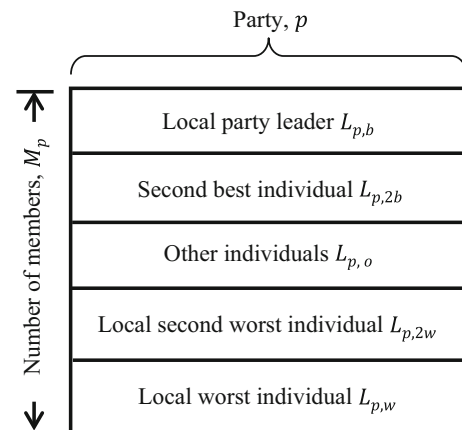 Party, p
Number of members, M_p
Local party leader L_{p,b}
Second best individual L_{p,2b}
Other individuals L_{p,o}
Local second worst individual L_{p,2w}
Local worst individual L_{p,w}